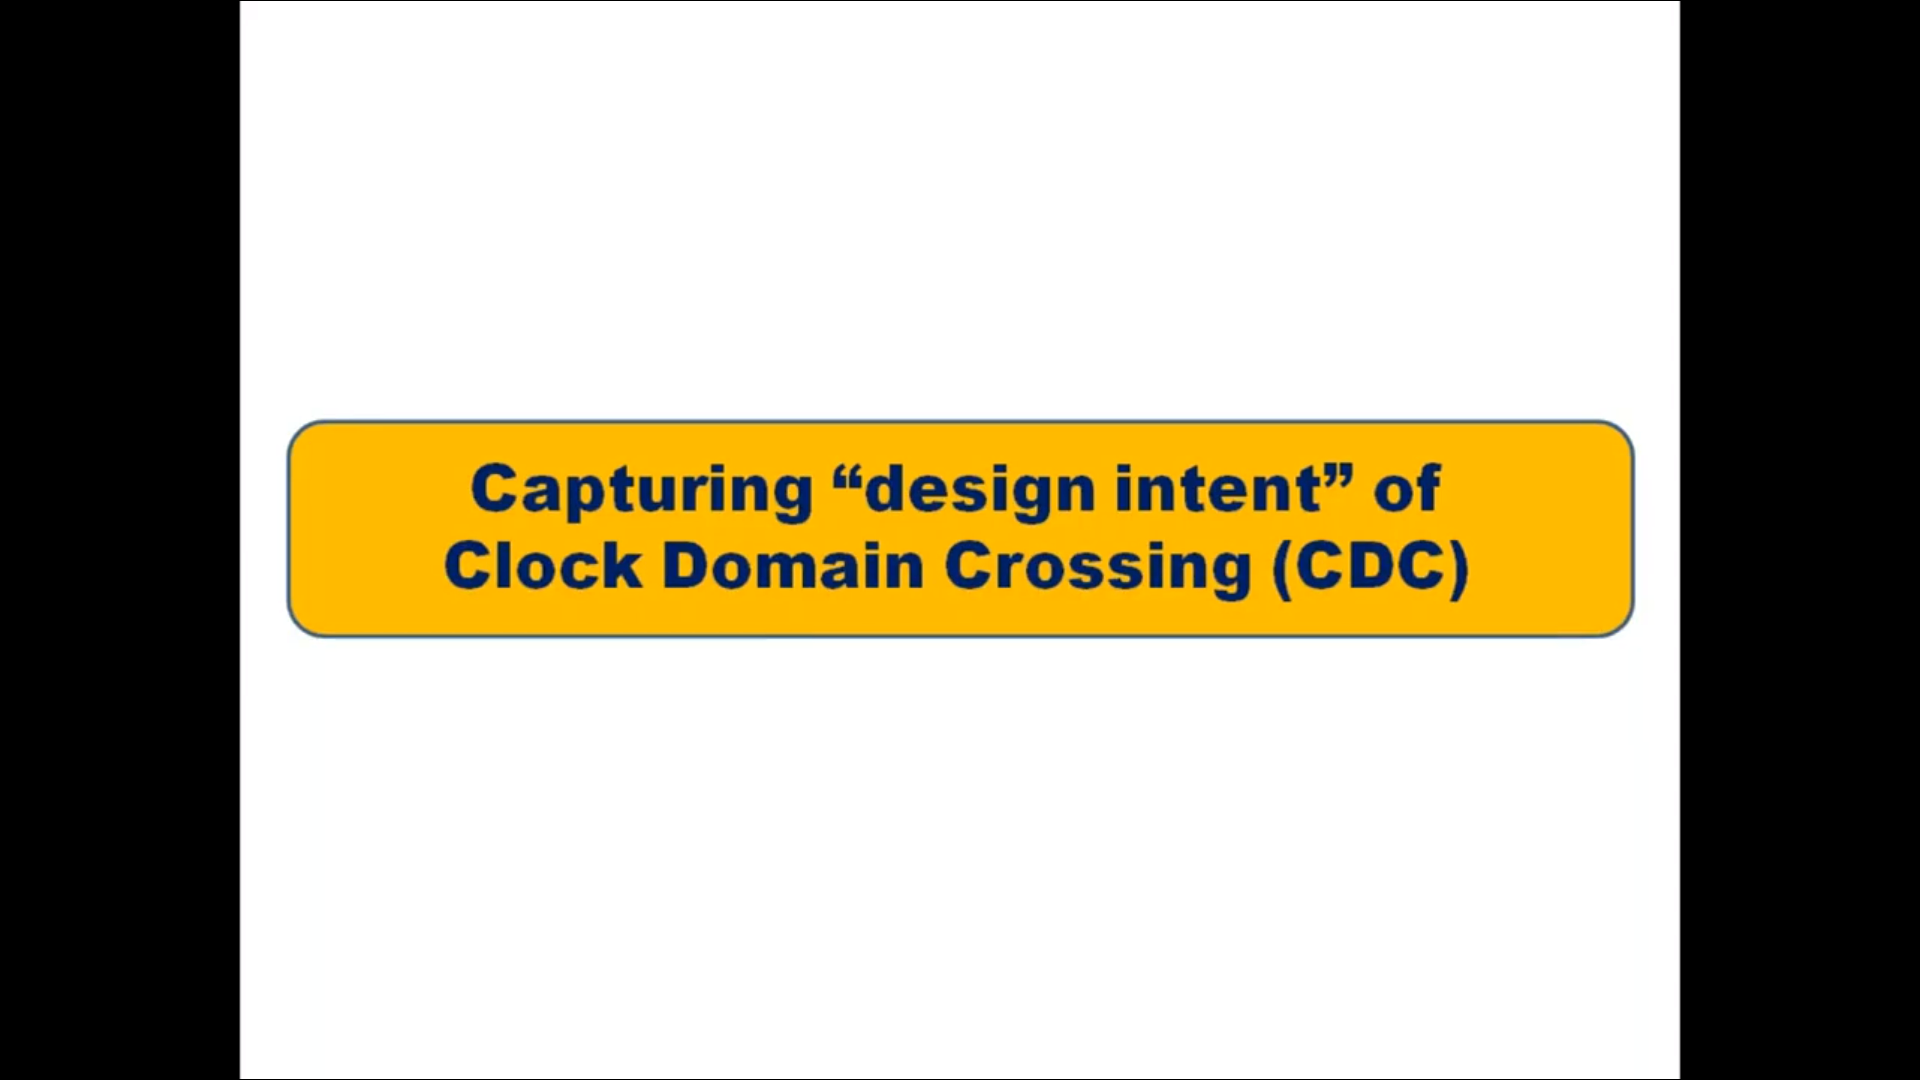 Capturing “design intent” of
Clock Domain Crossing (CDC)